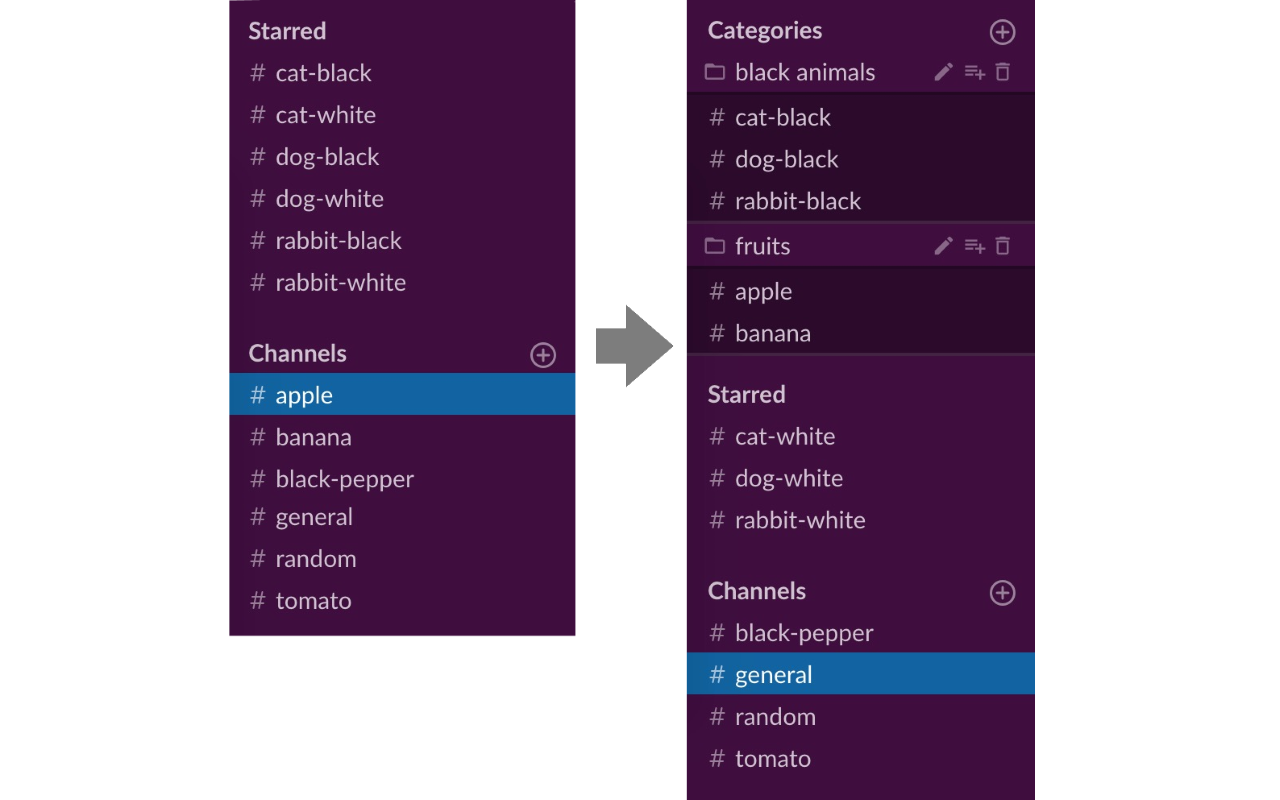 Starred
# cat-black
# cat-white
# dog-black
# dog-white
# rabbit-black
# rabbit-white
Channels
# apple
# banana
# black-pepper
# general
# random
# tomato
Categories
black animals
# cat-black
# dog-black
# rabbit-black
fruits
# apple
# banana
Starred
# cat-white
# dog-white
# rabbit-white
Channels
# black-pepper
# general
# random
# tomato